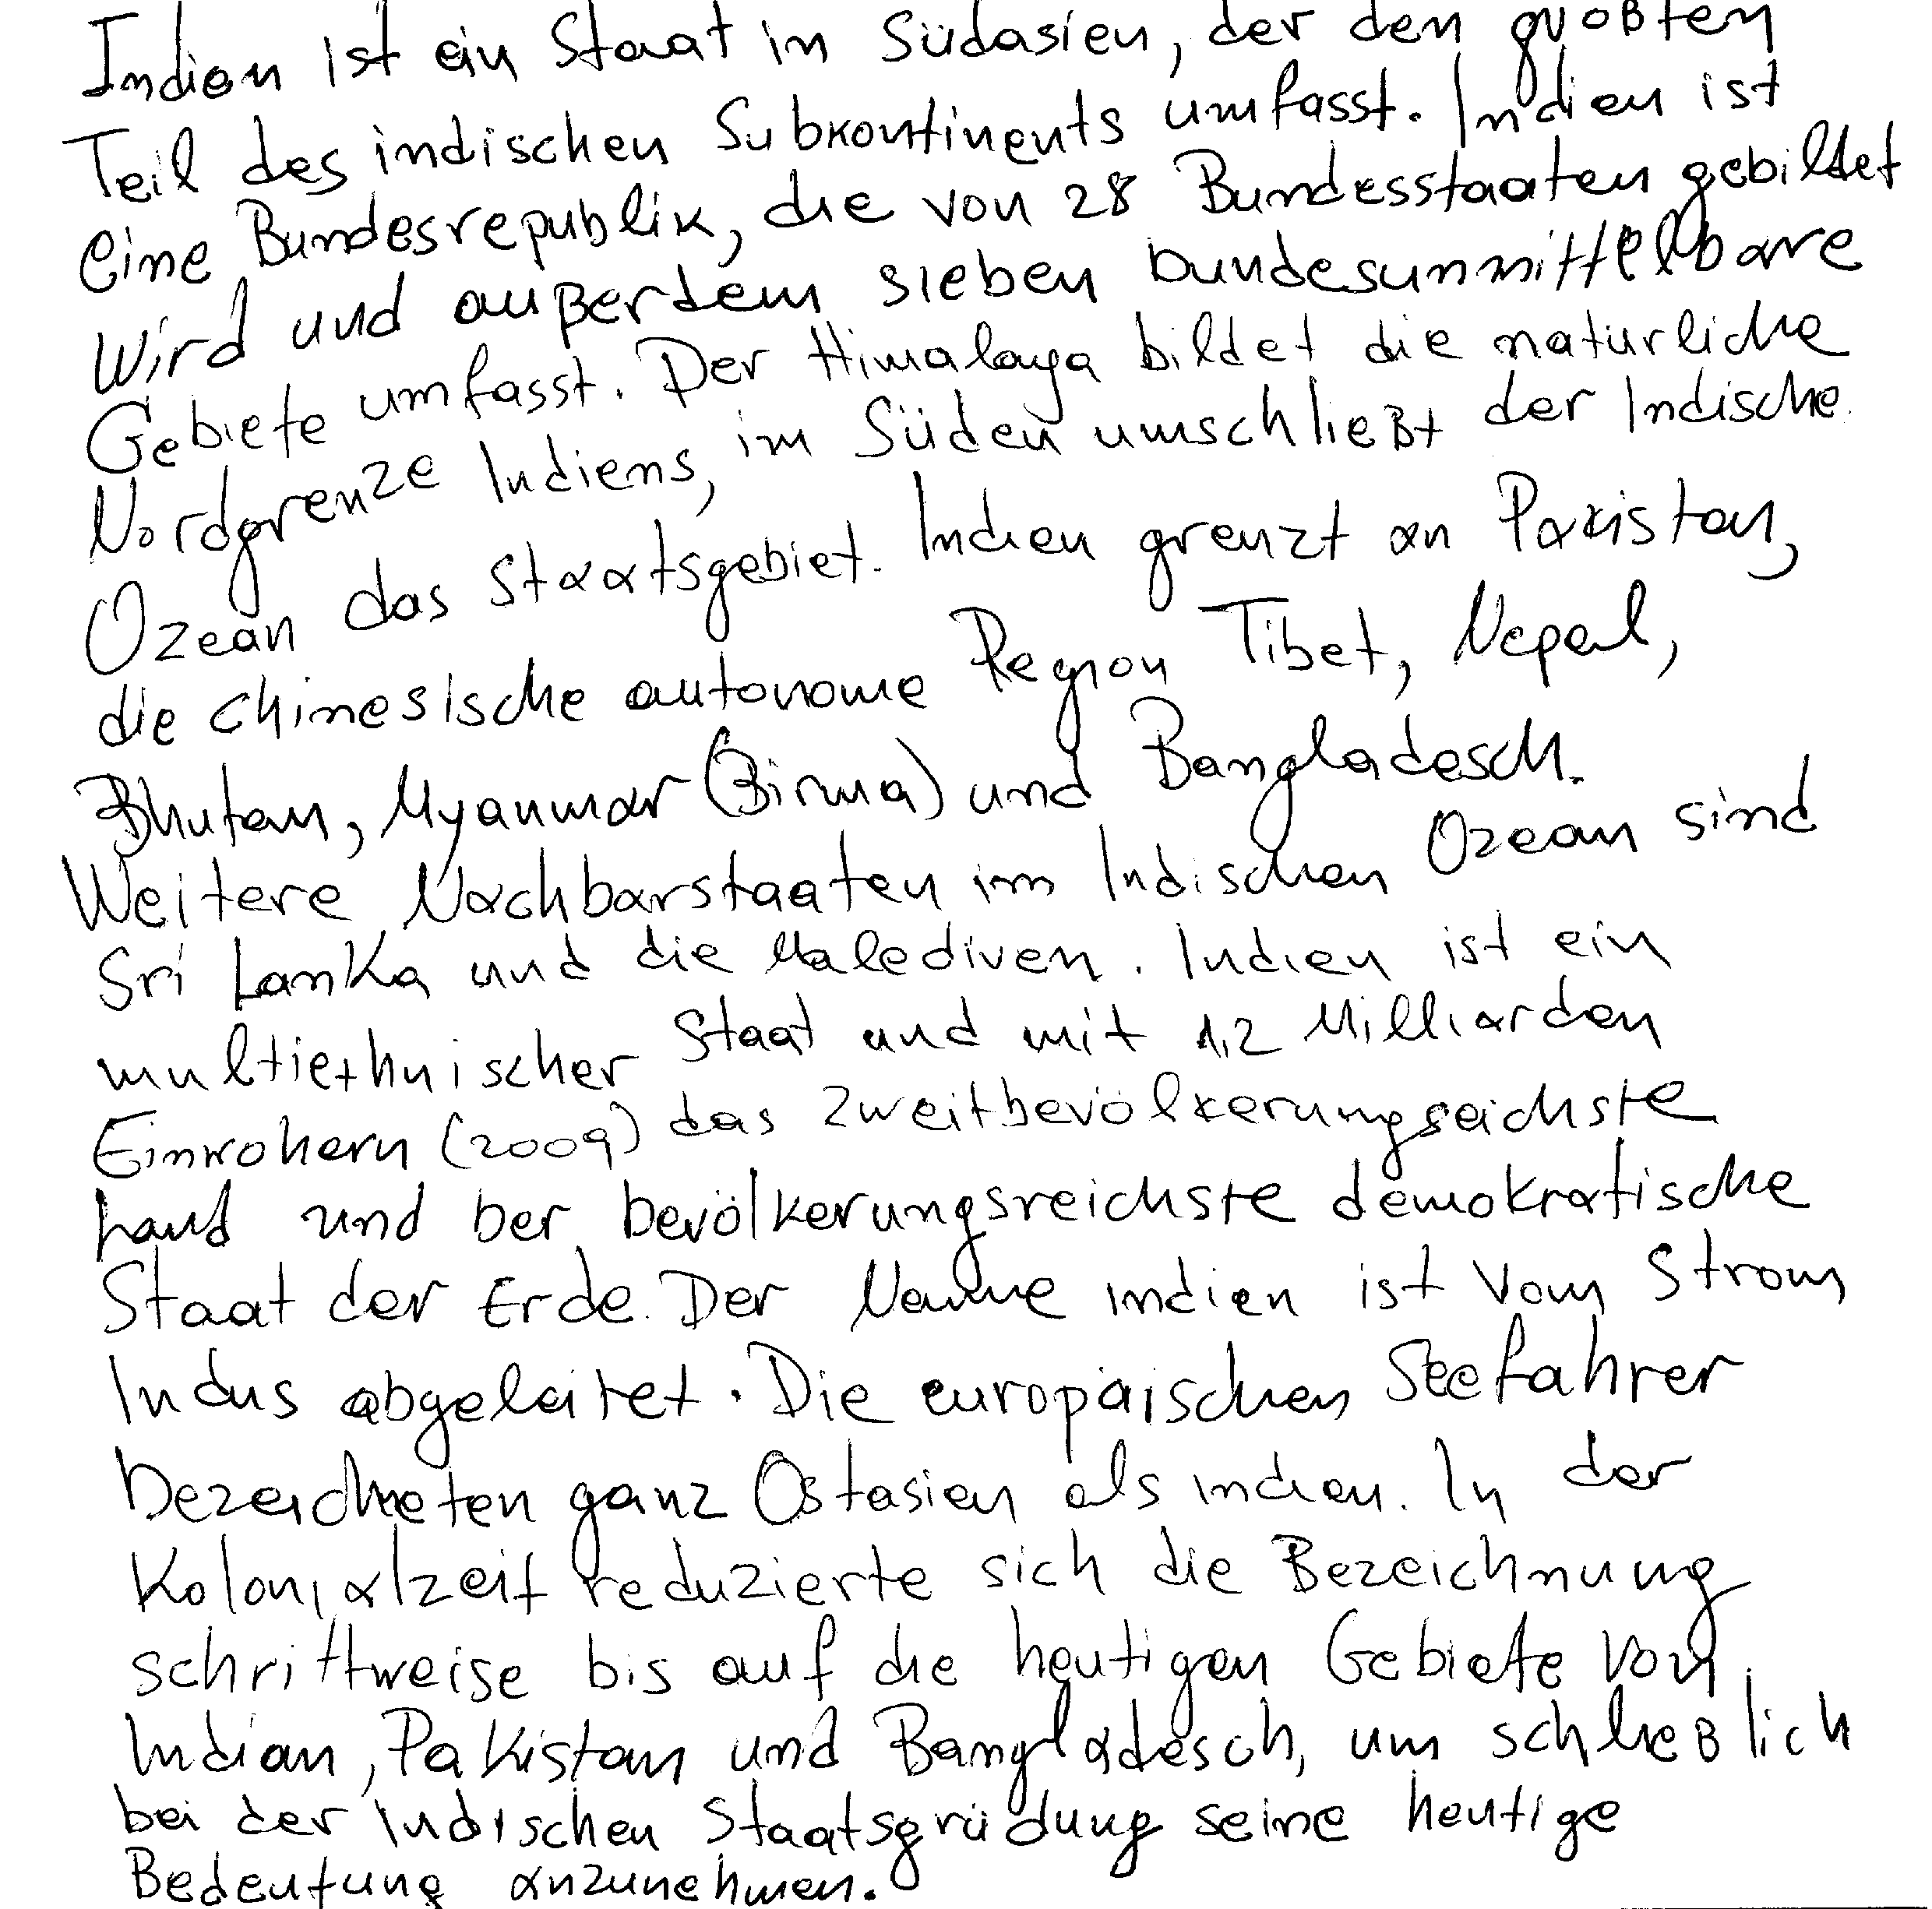 Indien ist ein Staat in Südasien, der den größten
Teil des indischen Subkontinents umfasst. Indien ist
eine Bundesrepublik, die von 28 Bundesstaaten gebildet
wird und außerdem sieben bundesunmittelbare
Gebiete umfasst. Der Himalaya bildet die natürliche
Nordgrenze Indiens, im Süden umschließt der Indische
Ozean das Staatsgebiet. Indien grenzt an Pakistan,
die chinesische autonome Region Tibet, Nepal,
Bhutan, Myanmar (Birma) und Bangladesch.
Weitere Nachbarstaaten im Indischen Ozean sind
Sri Lanka und die Malediven. Indien ist ein
multiethnischer Staat und mit 1,2 Milliarden
Einwohern (2009) das zweitbevölkerungseichste
Land und ber bevölkerungsreichste demokratische
Staat der Erde. Der Name indien ist vom Strom
Indus abgeleitet. Die europäischen Seefahrer
bezeichneten ganz Ostasien als indien. In der
Kolonialzeit reduzierte sich die Bezeichnung
schrittweise bis auf die heutigen Gebiete von
Indian, Pakistan und Bangladesch, um schließlich
bei der Indischen Staatsgrüdung seine heutige
Bedeutung anzunehmen.